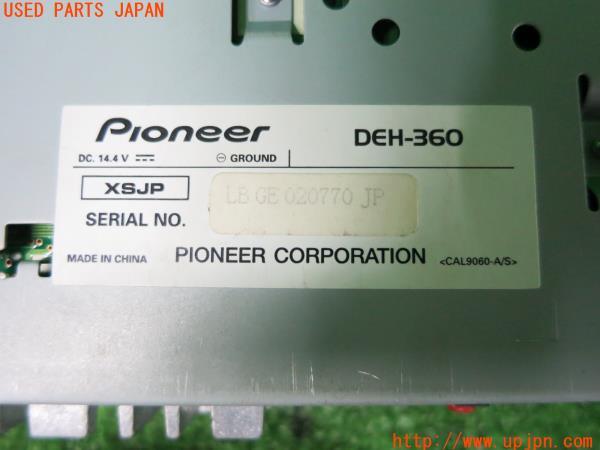 USED PARTS JAPAN
Pioneer DEH-360
DC. 14.4 V ⎓ ⊖ GROUND
XSJP
LB GE 020770 JP
SERIAL NO.
MADE IN CHINA PIONEER CORPORATION <CAL9060-A/S>
http://www.upjpn.com